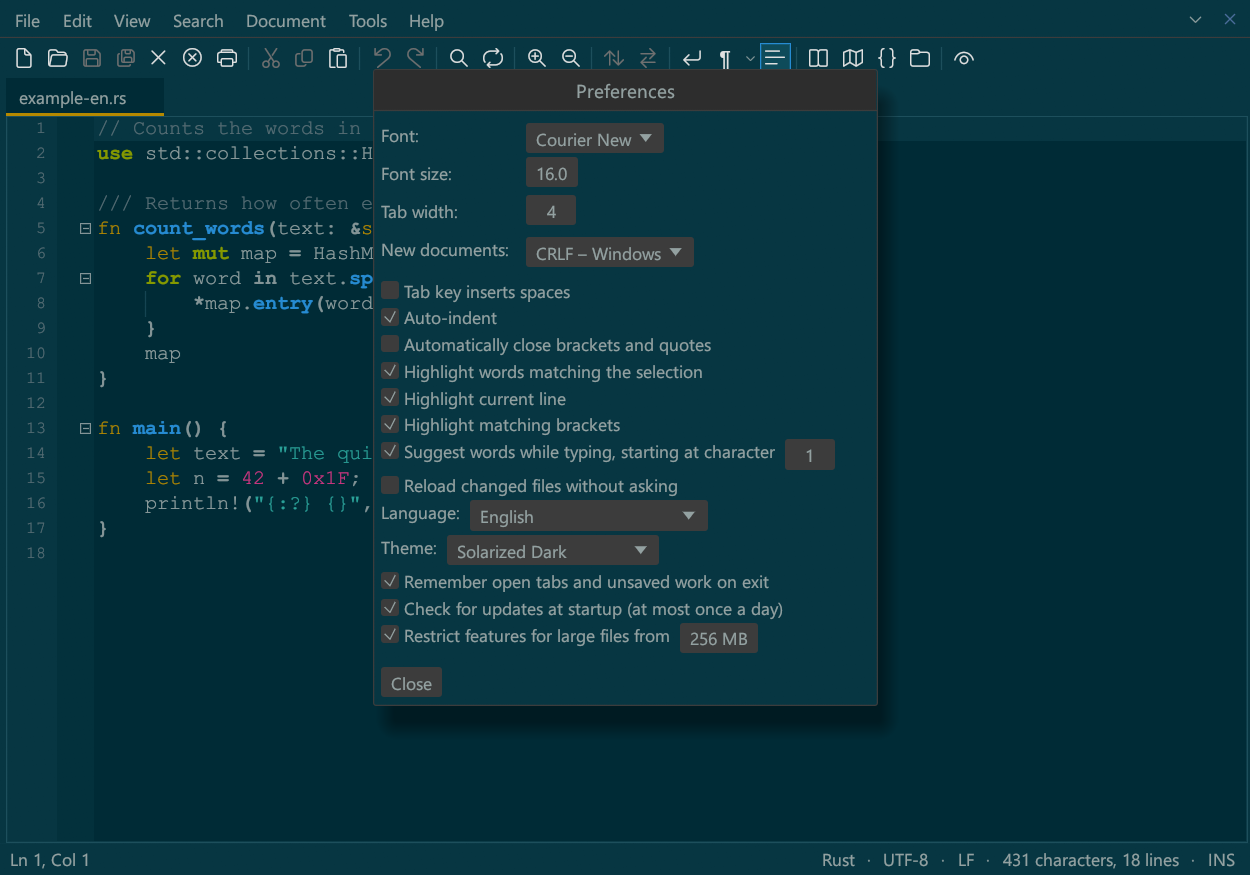 File Edit View Search Document Tools Help
example-en.rs
Preferences
1 // Counts the words in
2 use std::collections::H
3
4 /// Returns how often e
5 fn count_words(text: &s
6 let mut map = HashM
7 for word in text.sp
8 *map.entry(word
9 }
10 map
11 }
12
13 fn main() {
14 let text = "The qui
15 let n = 42 + 0x1F;
16 println!("{:?} {}",
17 }
18
Font: Courier New
Font size: 16.0
Tab width: 4
New documents: CRLF – Windows
Tab key inserts spaces
Auto-indent
Automatically close brackets and quotes
Highlight words matching the selection
Highlight current line
Highlight matching brackets
Suggest words while typing, starting at character 1
Reload changed files without asking
Language: English
Theme: Solarized Dark
Remember open tabs and unsaved work on exit
Check for updates at startup (at most once a day)
Restrict features for large files from 256 MB
Close
Ln 1, Col 1 Rust · UTF-8 · LF · 431 characters, 18 lines · INS